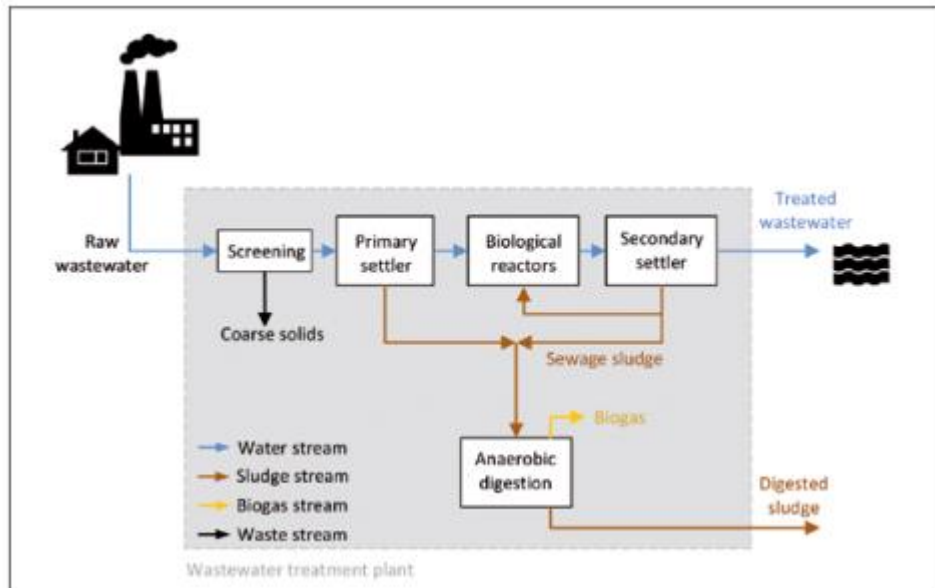 Raw
wastewater
Screening
Primary
settler
Biological
reactors
Secondary
settler
Treated
wastewater
Coarse solids
Sewage sludge
Biogas
Anaerobic
digestion
Digested
sludge
Water stream
Sludge stream
Biogas stream
Waste stream
Wastewater treatment plant